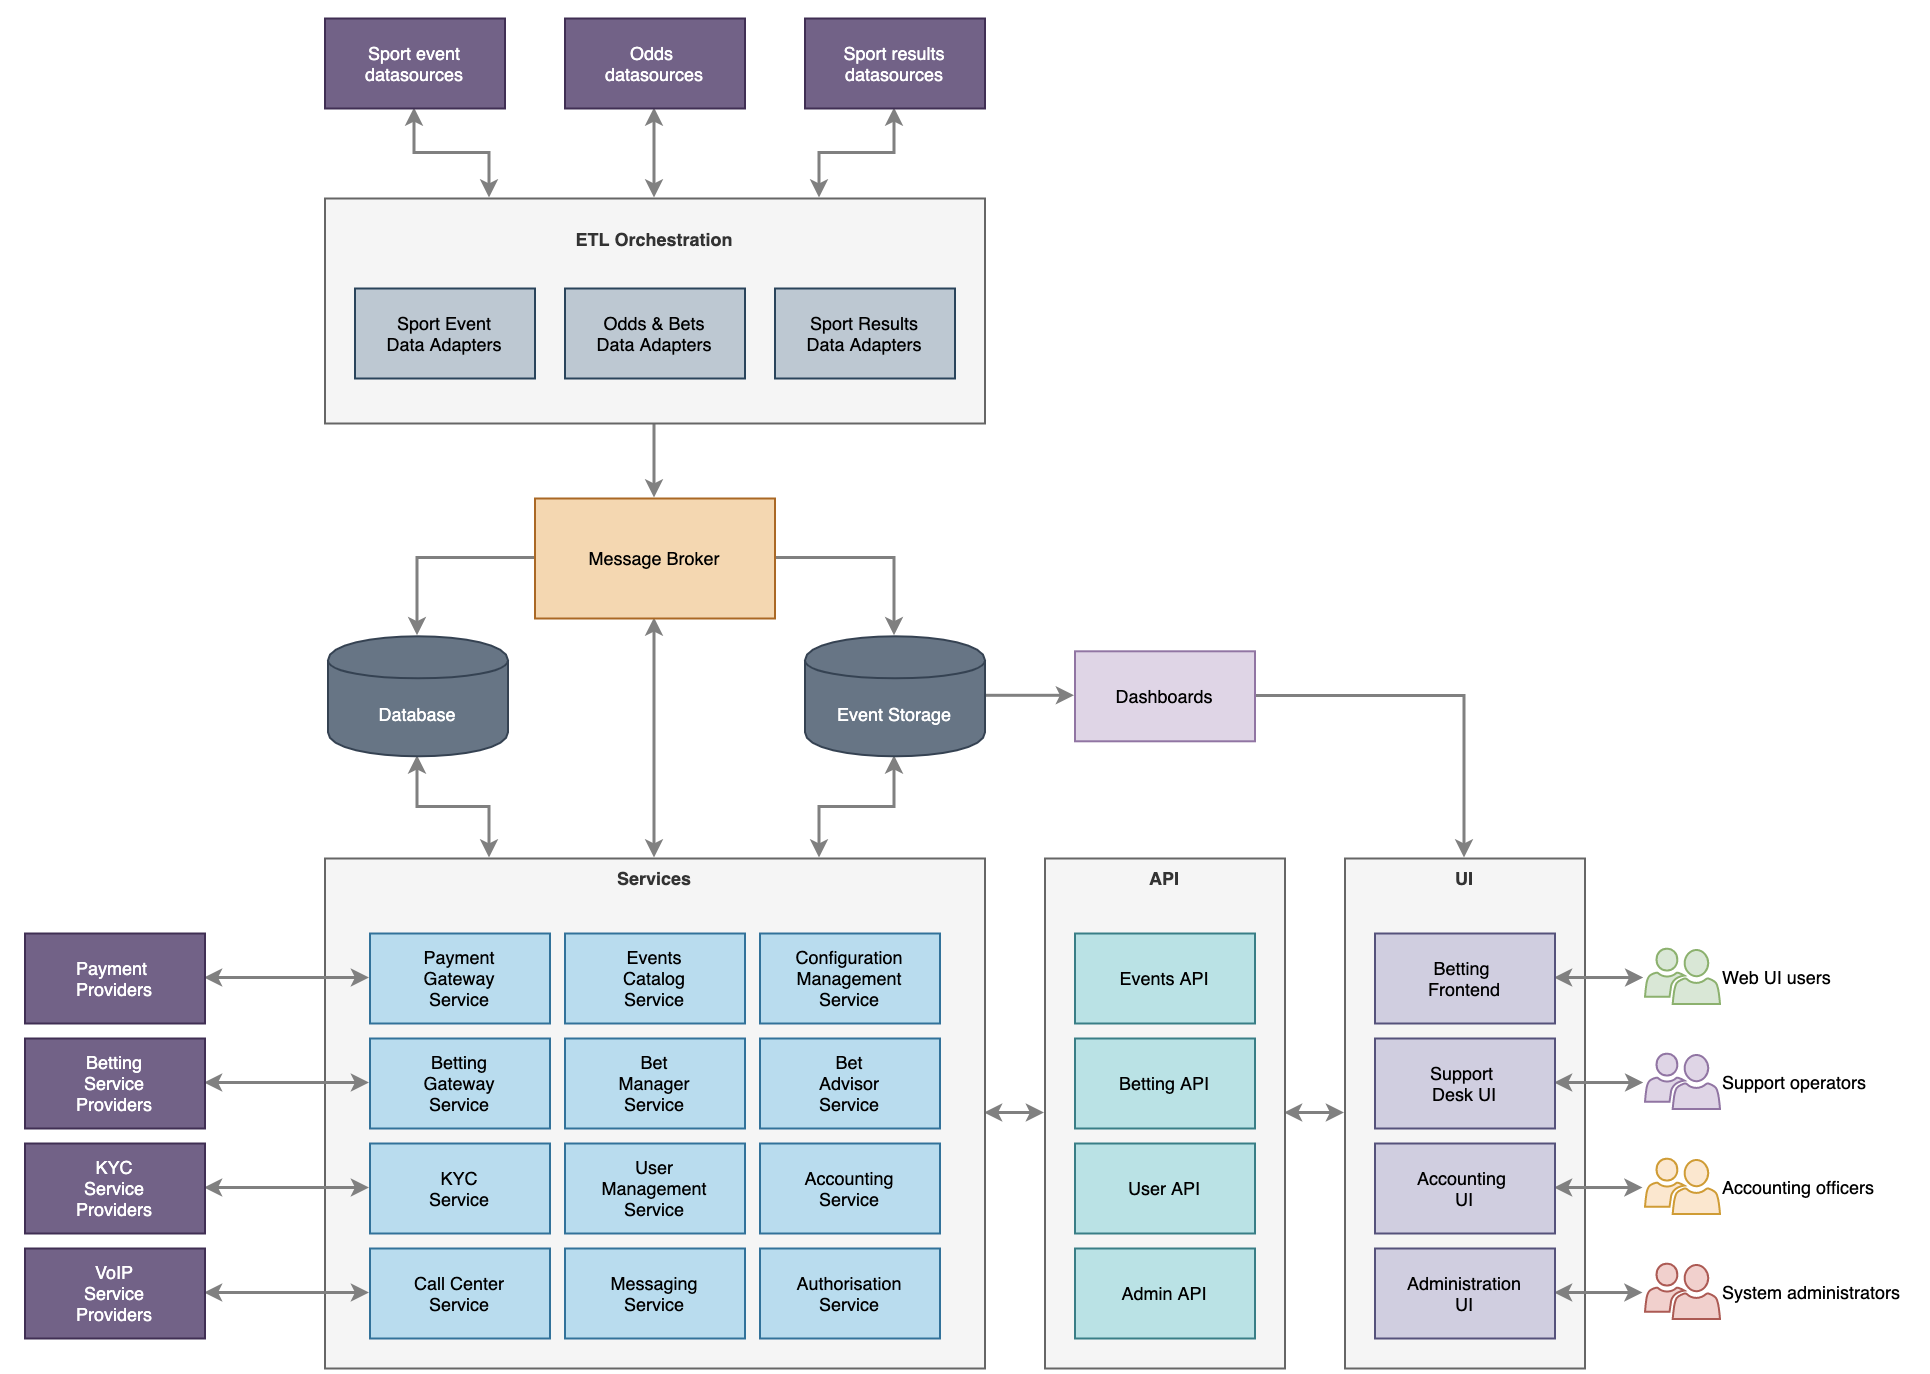 Sport event
datasources
Odds
datasources
Sport results
datasources
ETL Orchestration
Sport Event
Data Adapters
Odds & Bets
Data Adapters
Sport Results
Data Adapters
Message Broker
Database
Event Storage
Dashboards
Services
API
UI
Payment
Providers
Payment
Gateway
Service
Events
Catalog
Service
Configuration
Management
Service
Events API
Betting
Frontend
Web UI users
Betting
Service
Providers
Betting
Gateway
Service
Bet
Manager
Service
Bet
Advisor
Service
Betting API
Support
Desk UI
Support operators
KYC
Service
Providers
KYC
Service
User
Management
Service
Accounting
Service
User API
Accounting
UI
Accounting officers
VoIP
Service
Providers
Call Center
Service
Messaging
Service
Authorisation
Service
Admin API
Administration
UI
System administrators